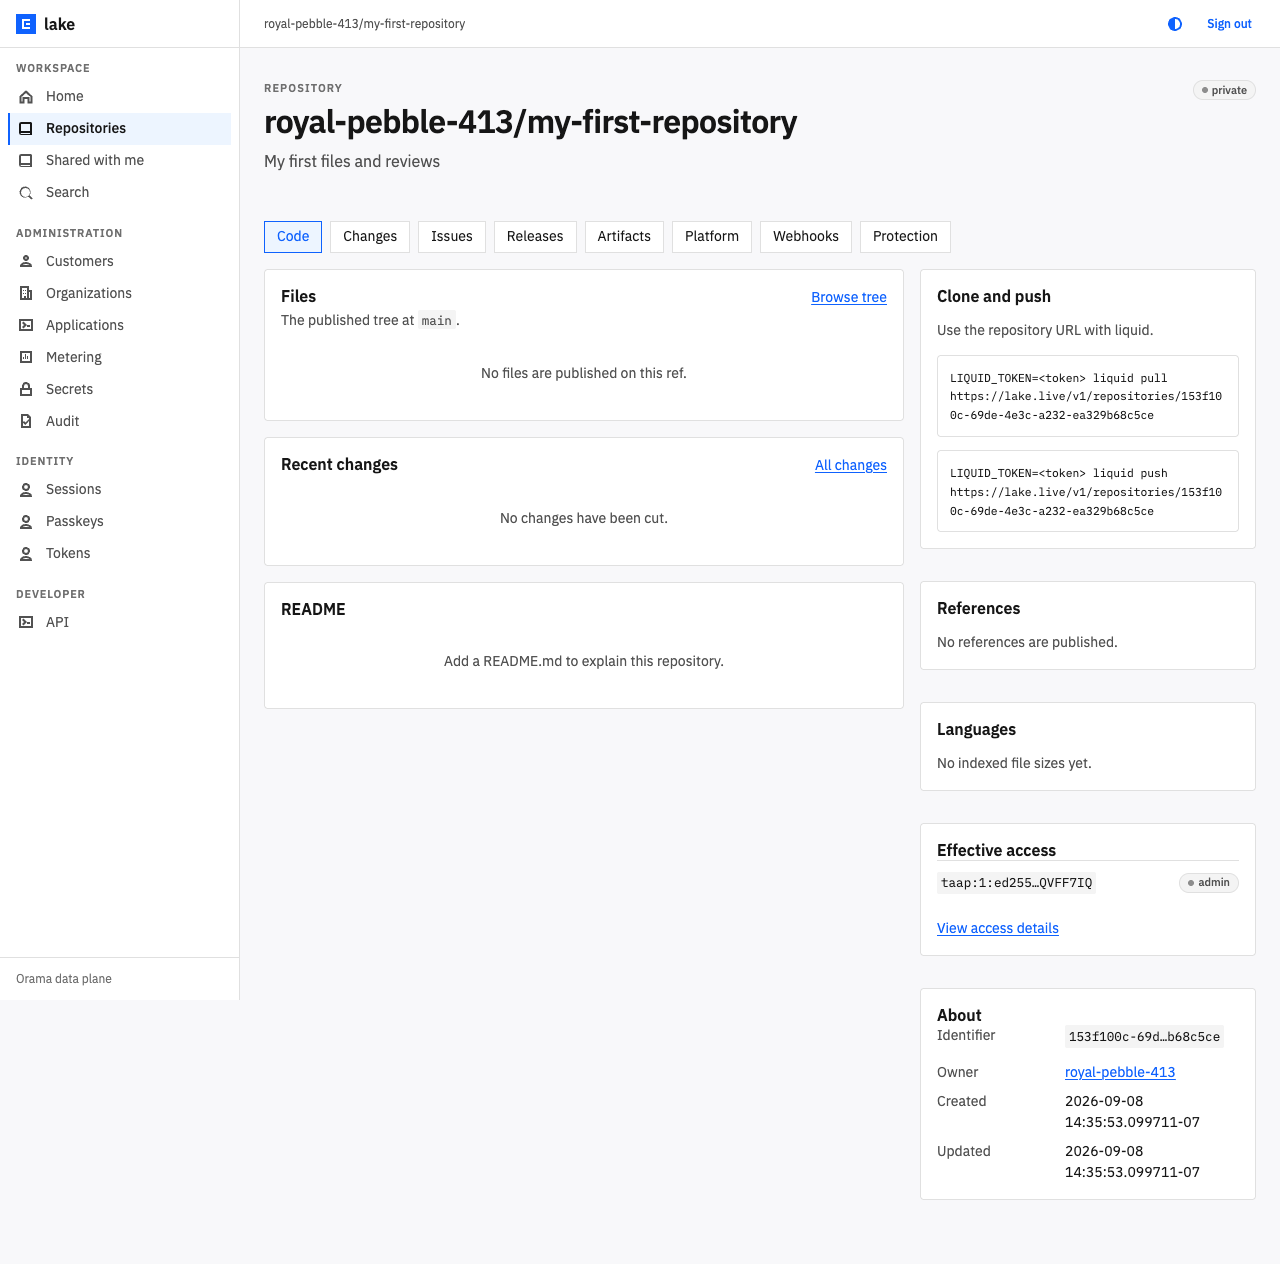 lake
royal-pebble-413/my-first-repository
Sign out
WORKSPACE
Home
Repositories
Shared with me
Search
ADMINISTRATION
Customers
Organizations
Applications
Metering
Secrets
Audit
IDENTITY
Sessions
Passkeys
Tokens
DEVELOPER
API
Orama data plane
REPOSITORY
private
royal-pebble-413/my-first-repository
My first files and reviews
Code
Changes
Issues
Releases
Artifacts
Platform
Webhooks
Protection
Files
Browse tree
The published tree at main.
No files are published on this ref.
Recent changes
All changes
No changes have been cut.
README
Add a README.md to explain this repository.
Clone and push
Use the repository URL with liquid.
LIQUID_TOKEN=<token> liquid pull
https://lake.live/v1/repositories/153f10
0c-69de-4e3c-a232-ea329b68c5ce
LIQUID_TOKEN=<token> liquid push
https://lake.live/v1/repositories/153f10
0c-69de-4e3c-a232-ea329b68c5ce
References
No references are published.
Languages
No indexed file sizes yet.
Effective access
taap:1:ed255…QVFF7IQ
admin
View access details
About
Identifier
153f100c-69d…b68c5ce
Owner
royal-pebble-413
Created
2026-09-08
14:35:53.099711-07
Updated
2026-09-08
14:35:53.099711-07